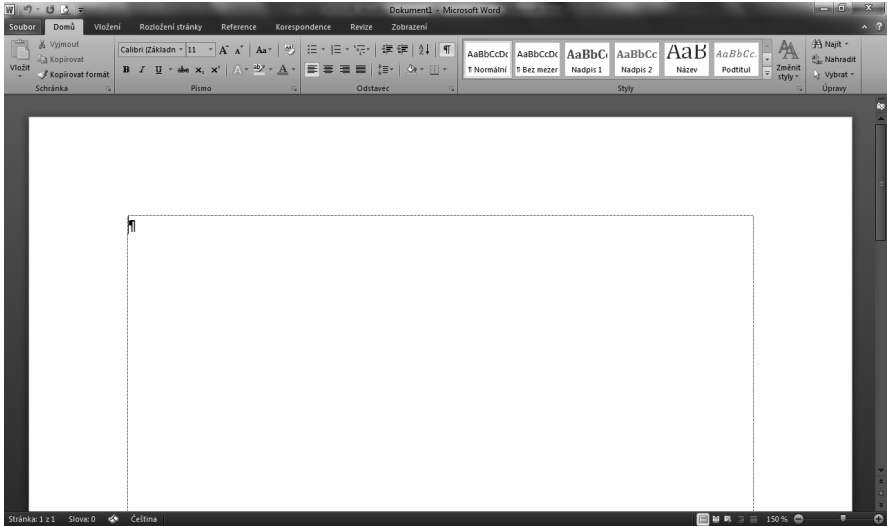 Dokument1 - Microsoft Word
Soubor Domů Vložení Rozložení stránky Reference Korespondence Revize Zobrazení
Vložit
Vyjmout
Kopírovat
Kopírovat formát
Schránka
Calibri (Základn 11
Písmo
Odstavec
AaBbCcDc AaBbCcDc AaBbC AaBbCc AaB AaBbCc.
¶ Normální ¶ Bez mezer Nadpis 1 Nadpis 2 Název Podtitul
Změnit
styly
Styly
Najít
Nahradit
Vybrat
Úpravy
¶
Stránka: 1 z 1 Slova: 0 Čeština 150 %